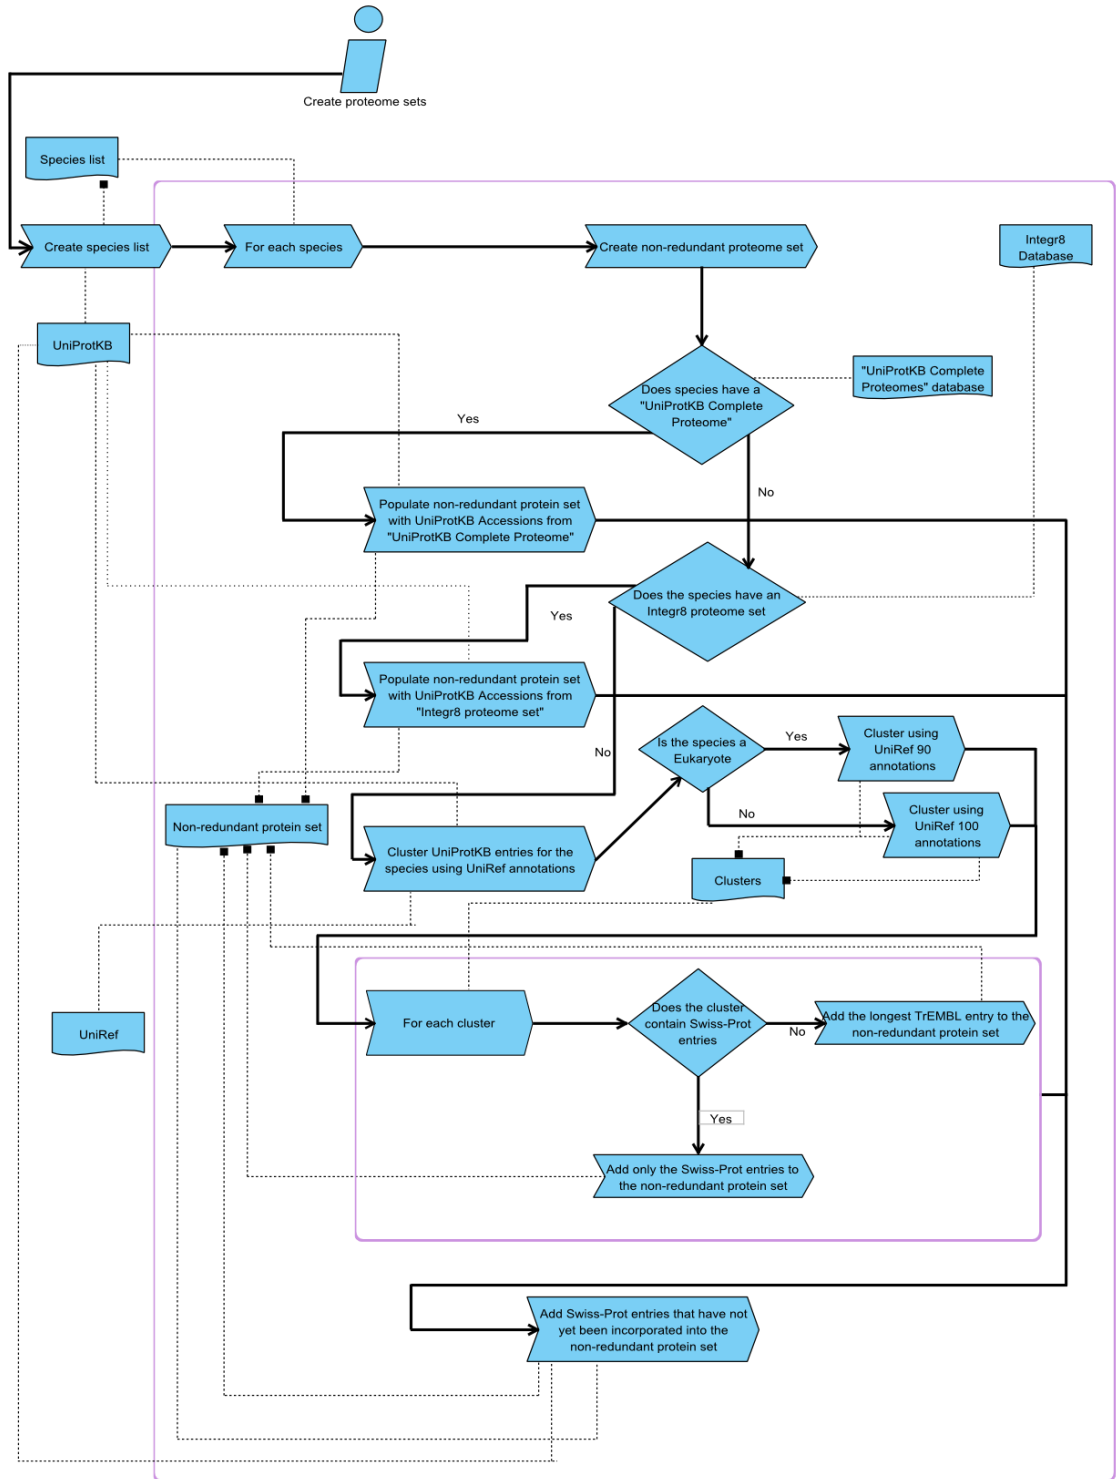 Create proteome sets
Species list
Create species list
For each species
Create non-redundant proteome set
Integr8
Database
UniProtKB
Does species have a
"UniProtKB Complete
Proteome"
"UniProtKB Complete
Proteomes" database
Yes
No
Populate non-redundant protein set
with UniProtKB Accessions from
"UniProtKB Complete Proteome"
Does the species have an
Integr8 proteome set
Yes
Populate non-redundant protein set
with UniProtKB Accessions from
"Integr8 proteome set"
No
Is the species a
Eukaryote
Yes
Cluster using
UniRef 90
annotations
No
Cluster using
UniRef 100
annotations
Non-redundant protein set
Cluster UniProtKB entries for the
species using UniRef annotations
Clusters
UniRef
For each cluster
Does the cluster
contain Swiss-Prot
entries
No
Add the longest TrEMBL entry to the
non-redundant protein set
Yes
Add only the Swiss-Prot entries to
the non-redundant protein set
Add Swiss-Prot entries that have not
yet been incorporated into the
non-redundant protein set